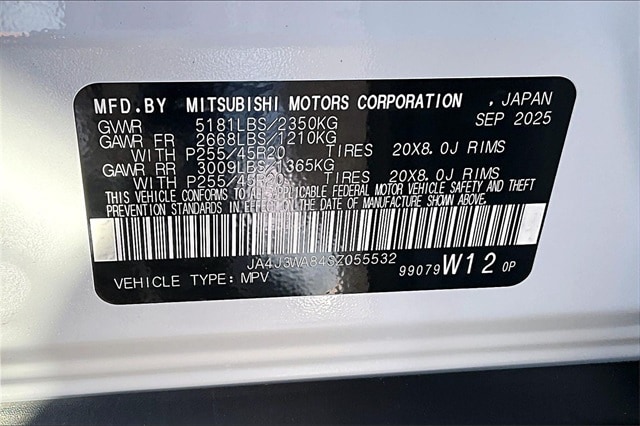 MFD.BY MITSUBISHI MOTORS CORPORATION , JAPAN
GVWR 5181LBS/2350KG SEP 2025
GAWR FR 2668LBS/1210KG
WITH P255/45R20 TIRES 20X8.0J RIMS
GAWR RR 3009LBS/1365KG
WITH P255/45R20 TIRES 20X8.0J RIMS
THIS VEHICLE CONFORMS TO ALL APPLICABLE FEDERAL MOTOR VEHICLE SAFETY AND THEFT
PREVENTION STANDARDS IN EFFECT ON THE DATE OF MANUFACTURE SHOWN ABOVE.
JA4J3WA84SZ055532
VEHICLE TYPE: MPV 99079 W12 0P